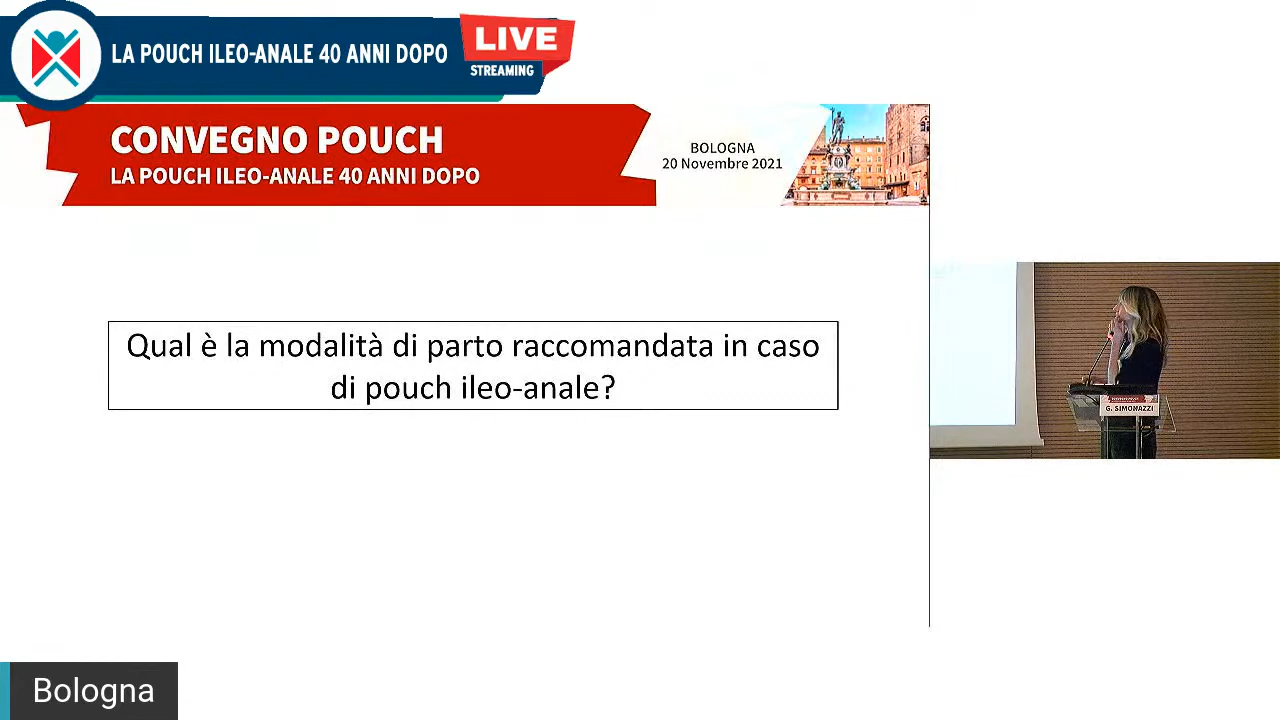 LA POUCH ILEO-ANALE 40 ANNI DOPO
LIVE
STREAMING
CONVEGNO POUCH
LA POUCH ILEO-ANALE 40 ANNI DOPO
BOLOGNA
20 Novembre 2021
Qual è la modalità di parto raccomandata in caso
di pouch ileo-anale?
G. SIMONAZZI
Bologna